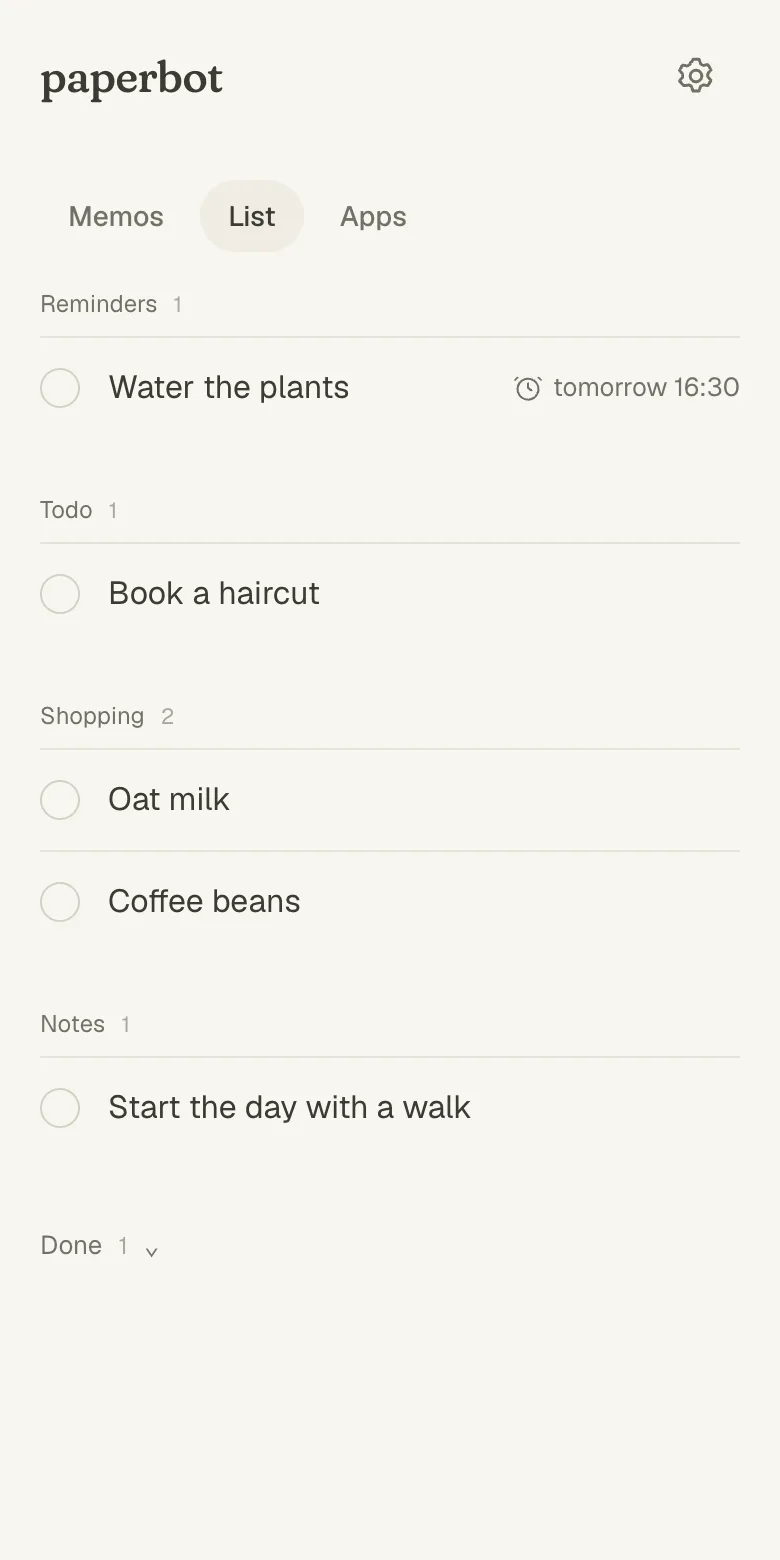 paperbot
Memos List Apps
Reminders 1
Water the plants tomorrow 16:30
Todo 1
Book a haircut
Shopping 2
Oat milk
Coffee beans
Notes 1
Start the day with a walk
Done 1